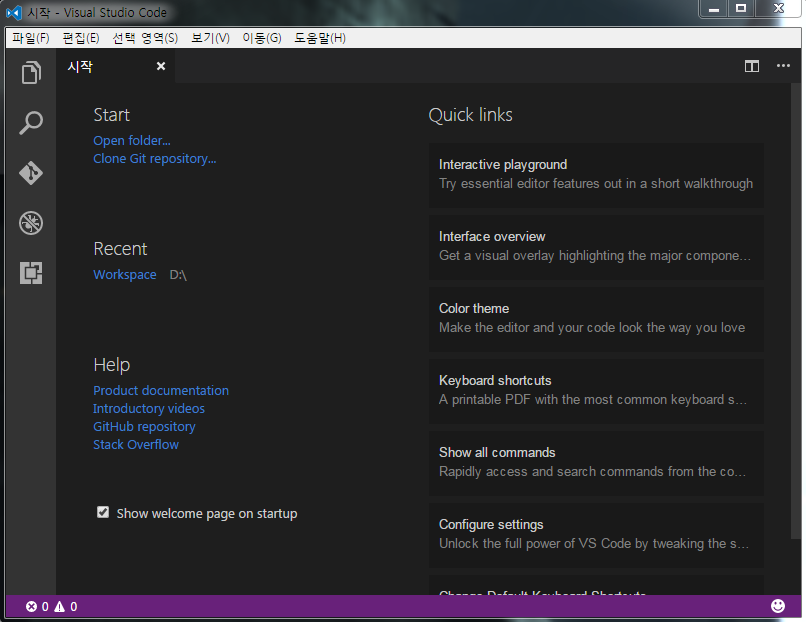 시작 - Visual Studio Code
파일(F) 편집(E) 선택 영역(S) 보기(V) 이동(G) 도움말(H)
시작
Start
Open folder...
Clone Git repository...
Recent
Workspace D:\
Help
Product documentation
Introductory videos
GitHub repository
Stack Overflow
Show welcome page on startup
Quick links
Interactive playground
Try essential editor features out in a short walkthrough
Interface overview
Get a visual overlay highlighting the major compone...
Color theme
Make the editor and your code look the way you love
Keyboard shortcuts
A printable PDF with the most common keyboard s...
Show all commands
Rapidly access and search commands from the co...
Configure settings
Unlock the full power of VS Code by tweaking the s...
Change Default Keyboard Shortcuts
0 0